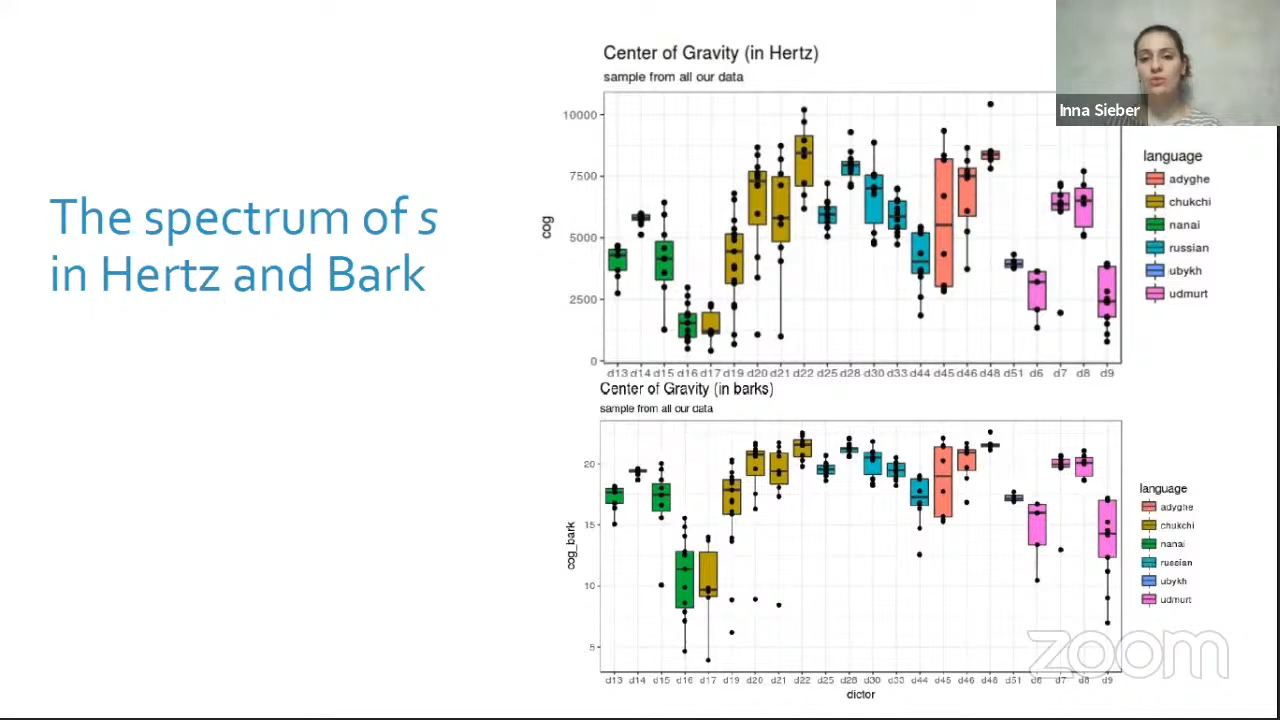 The spectrum of s
in Hertz and Bark
Center of Gravity (in Hertz)
sample from all our data
cog
10000
7500
5000
2500
0
d13 d14 d15 d16 d17 d19 d20 d21 d22 d25 d28 d30 d33 d44 d45 d46 d48 d51 d6 d7 d8 d9
language
adyghe
chukchi
nanai
russian
ubykh
udmurt
Inna Sieber
Center of Gravity (in barks)
sample from all our data
cog_bark
20
15
10
5
d13 d14 d15 d16 d17 d19 d20 d21 d22 d25 d28 d30 d33 d44 d45 d46 d48 d51 d6 d7 d8 d9
dictor
language
adyghe
chukchi
nanai
russian
ubykh
udmurt
zoom